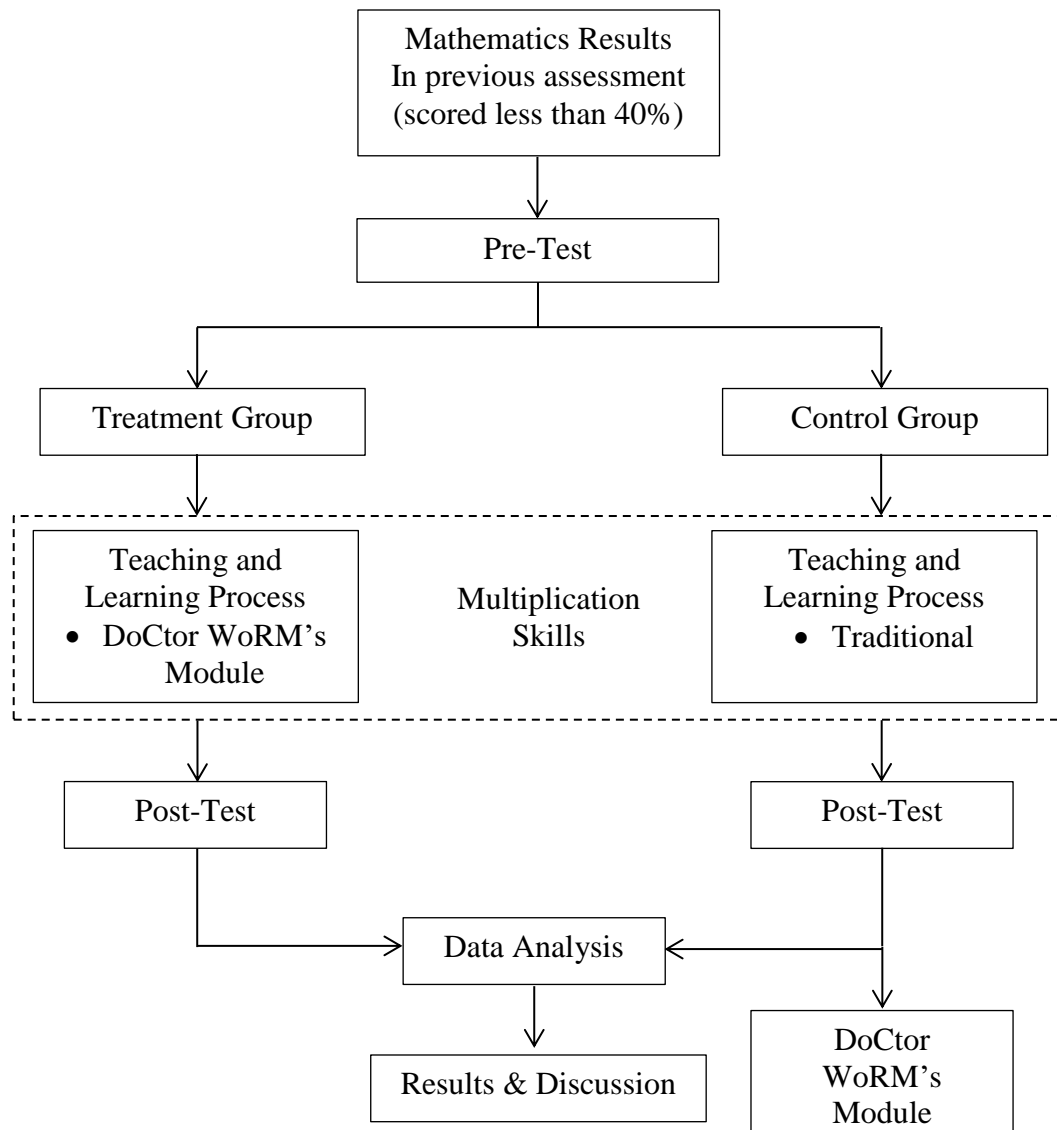 Mathematics Results
In previous assessment
(scored less than 40%)
Pre-Test
Treatment Group
Control Group
Teaching and
Learning Process
• DoCtor WoRM's
Module
Multiplication
Skills
Teaching and
Learning Process
• Traditional
Post-Test
Post-Test
Data Analysis
Results & Discussion
DoCtor
WoRM's
Module